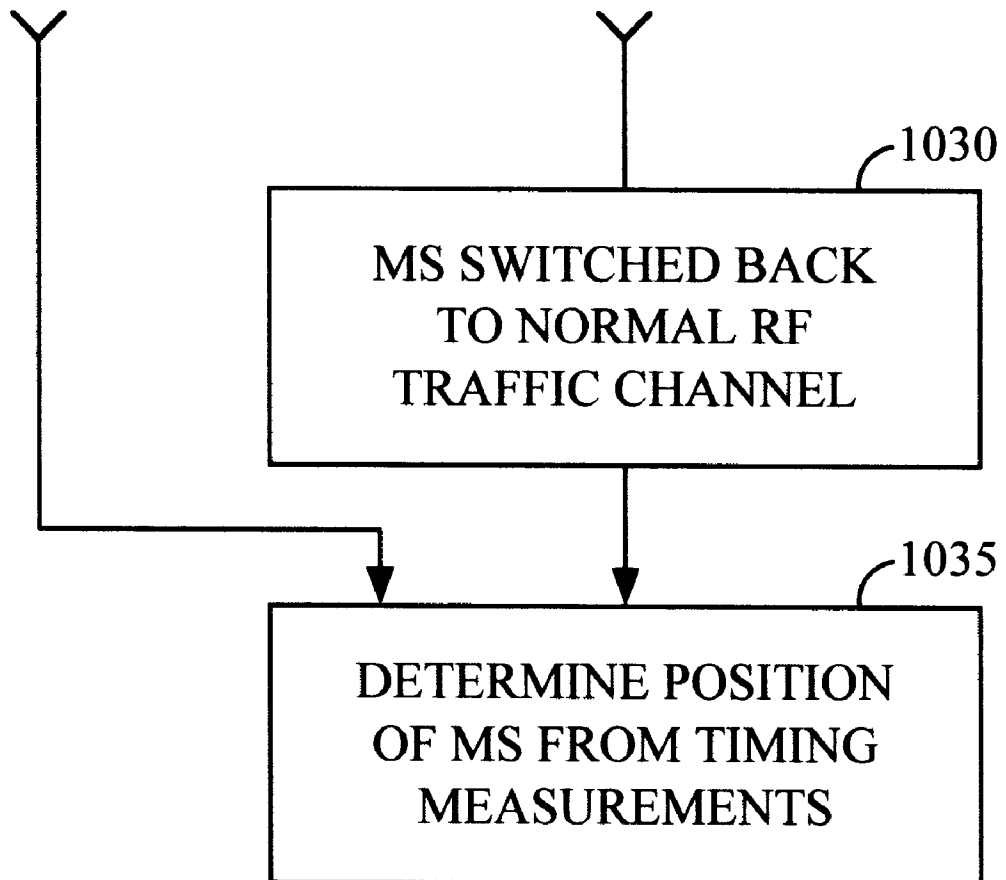 1030
MS SWITCHED BACK
TO NORMAL RF
TRAFFIC CHANNEL
1035
DETERMINE POSITION
OF MS FROM TIMING
MEASUREMENTS